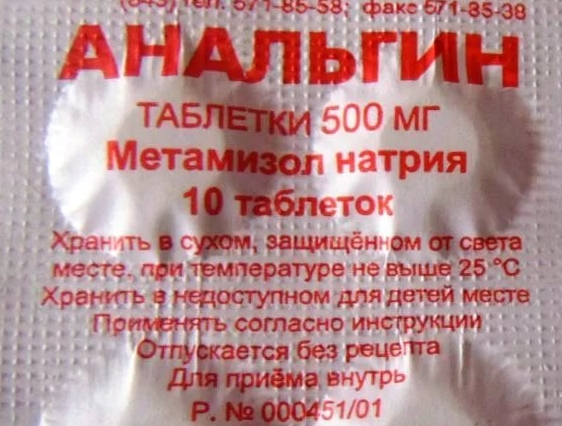 (843) тел. 571-85-58; факс 571-35-38
АНАЛЬГИН
ТАБЛЕТКИ 500 МГ
Метамизол натрия
10 таблеток
Хранить в сухом, защищённом от света
месте, при температуре не выше 25 °C
Хранить в недоступном для детей месте
Применять согласно инструкции
Отпускается без рецепта
Для приёма внутрь
Р. № 000451/01